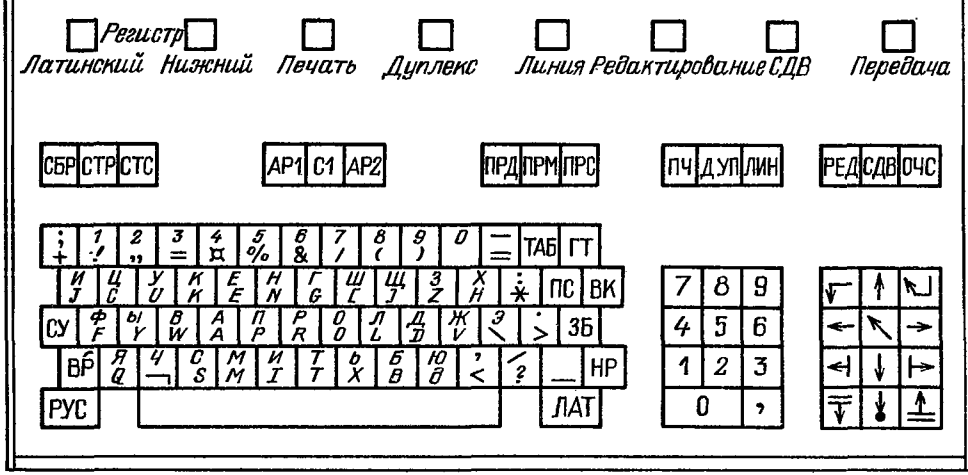 Регистр
Латинский Нижний Печать Дуплекс Линия Редактирование СДВ Передача
СБР СТР СТС АР1 С1 АР2 ПРД ПРМ ПРС ПЧ ДУП ЛИН РЕД СДВ ОЧС
; 1 2 3 4 5 6 7 8 9 0 — ТАБ ГТ
+ ! " = ¤ % & / ( ) =
Й Ц У К Е Н Г Ш Щ З Х : ПС ВК 7 8 9
J C U K E N G [ ] Z H *
СУ Ф Ы В А П Р О Л Д Ж Э . ЗБ 4 5 6
F Y W A P R O L D V \ >
ВР Я Ч С М И Т Ь Б Ю , / _ НР 1 2 3
Q ¬ S M I T X B @ < ?
РУС ЛАТ 0 ,